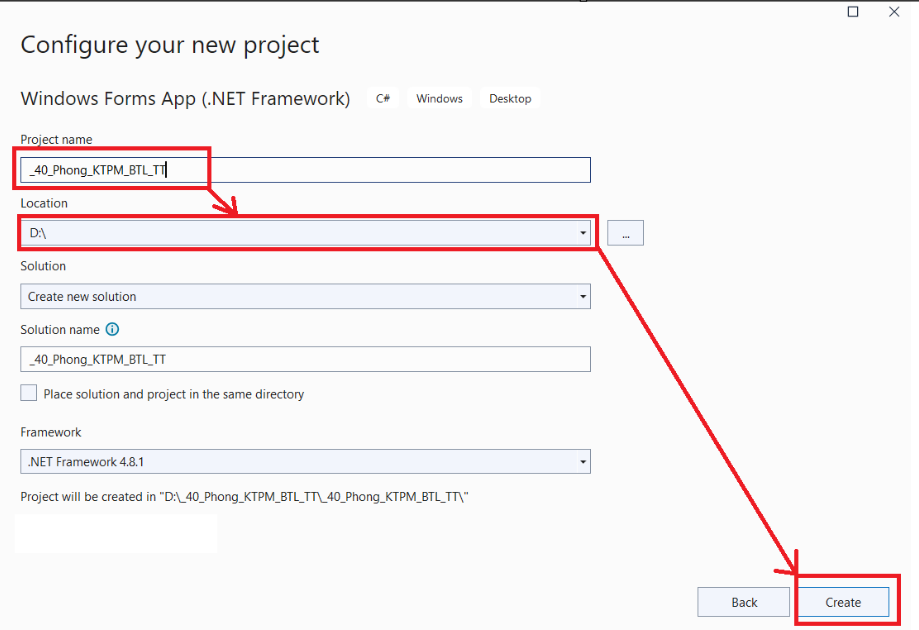 Configure your new project
Windows Forms App (.NET Framework) C# Windows Desktop
Project name
_40_Phong_KTPM_BTL_TT
Location
D:\
...
Solution
Create new solution
Solution name
_40_Phong_KTPM_BTL_TT
Place solution and project in the same directory
Framework
.NET Framework 4.8.1
Project will be created in "D:\_40_Phong_KTPM_BTL_TT\_40_Phong_KTPM_BTL_TT\"
Back Create